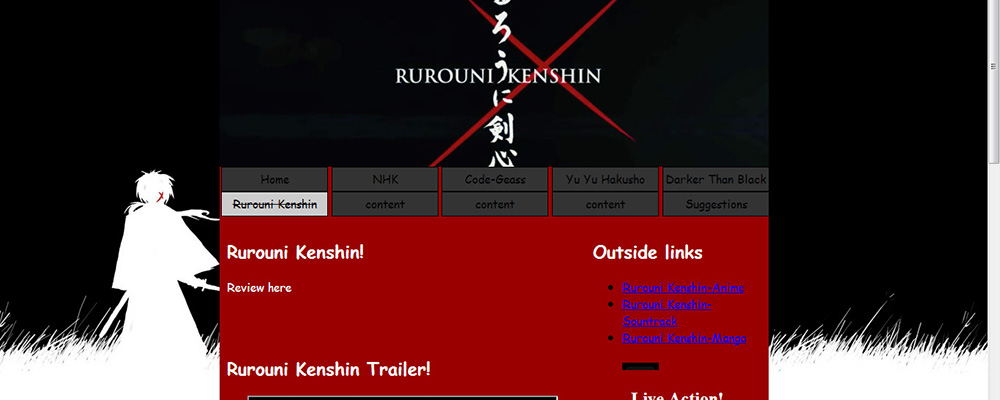 ろうに剣心
RUROUNI KENSHIN
Home NHK Code-Geass Yu Yu Hakusho Darker Than Black
Rurouni Kenshin content content content Suggestions
Rurouni Kenshin!
Review here
Rurouni Kenshin Trailer!
Outside links
Rurouni Kenshin-Anime
Rurouni Kenshin-
Sountrack
Rurouni Kenshin-Manga
Live Action!